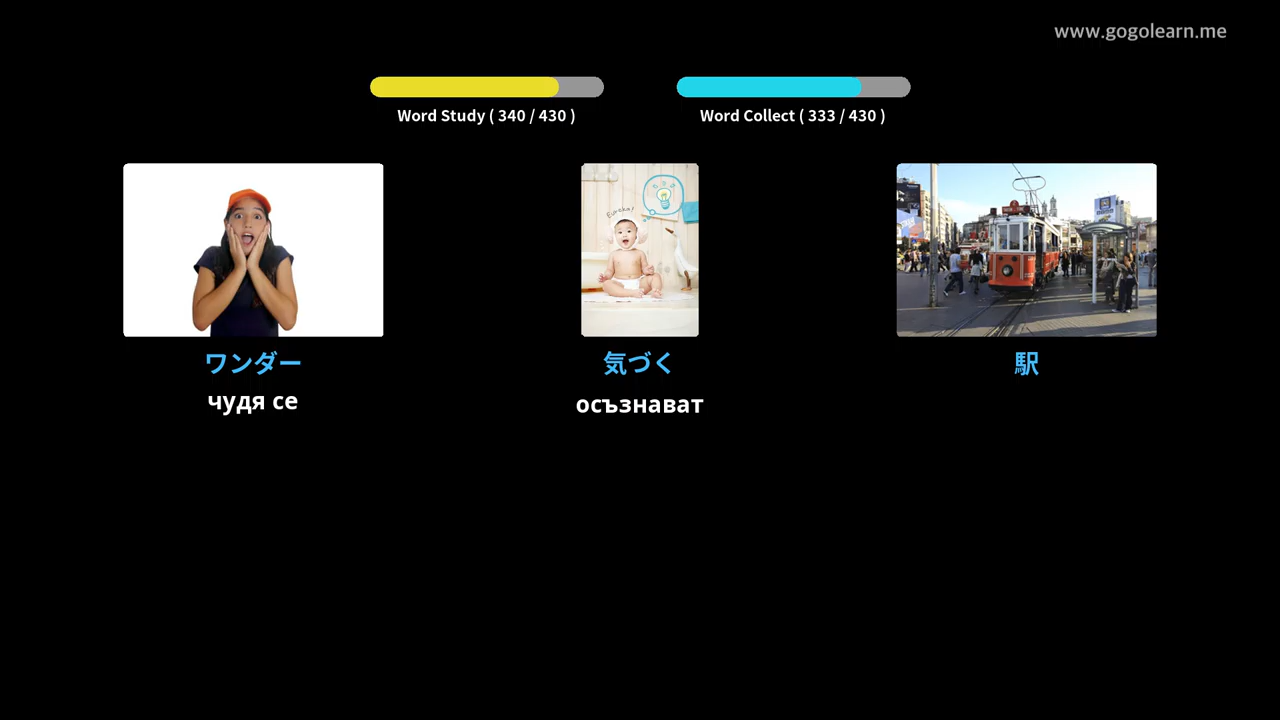 www.gogolearn.me
Word Study ( 340 / 430 )
Word Collect ( 333 / 430 )
Eureka!
ワンダー
気づく
駅
чудя се
осъзнават